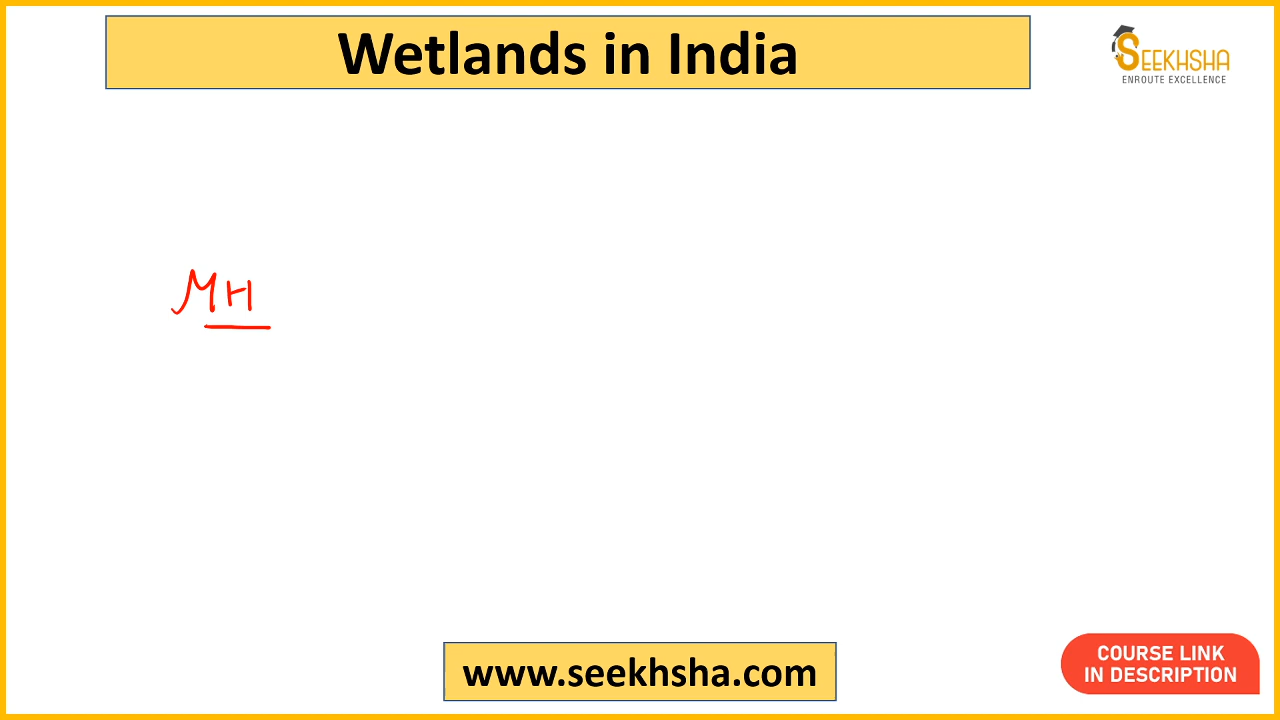 Wetlands in India
SEEKHSHA
ENROUTE EXCELLENCE
MH
www.seekhsha.com
COURSE LINK
IN DESCRIPTION